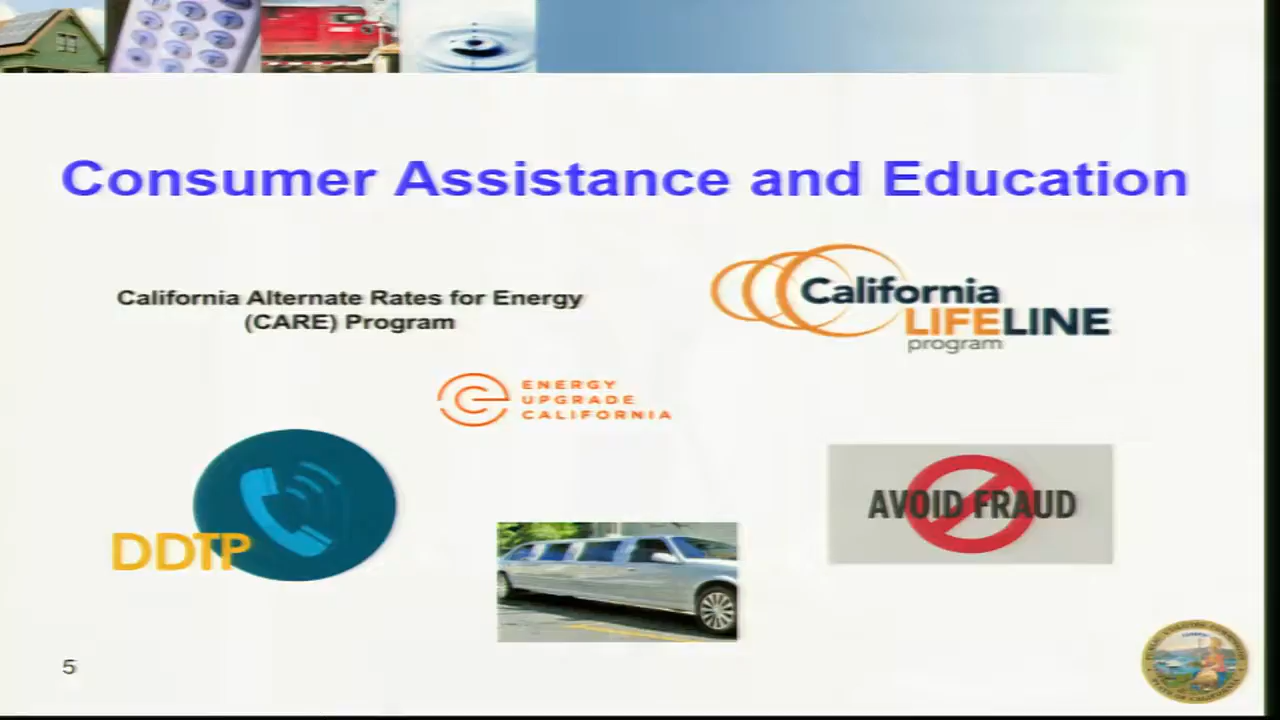 Consumer Assistance and Education
California Alternate Rates for Energy
(CARE) Program
California
LIFELINE
program
ENERGY
UPGRADE
CALIFORNIA
DDTP
AVOID FRAUD
5